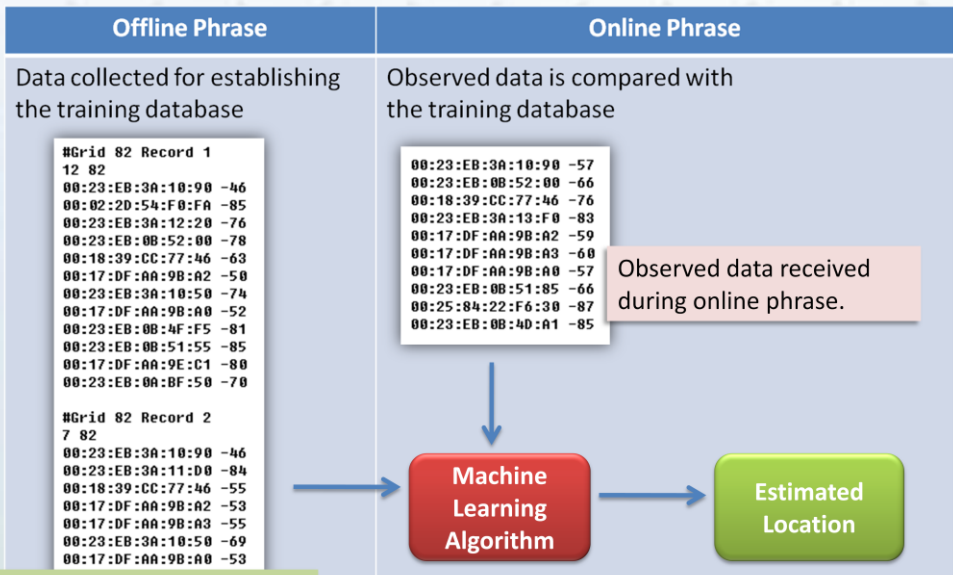 Offline Phrase
Online Phrase
Data collected for establishing
the training database
#Grid 82 Record 1
12 82
00:23:EB:3A:10:90 -46
00:02:2D:54:F0:FA -85
00:23:EB:3A:12:20 -76
00:23:EB:0B:52:00 -78
00:18:39:CC:77:46 -63
00:17:DF:AA:9B:A2 -50
00:23:EB:3A:10:50 -74
00:17:DF:AA:9B:A0 -52
00:23:EB:0B:4F:F5 -81
00:23:EB:0B:51:55 -85
00:17:DF:AA:9E:C1 -80
00:23:EB:0A:BF:50 -70
#Grid 82 Record 2
7 82
00:23:EB:3A:10:90 -46
00:23:EB:3A:11:D0 -84
00:18:39:CC:77:46 -55
00:17:DF:AA:9B:A2 -53
00:17:DF:AA:9B:A3 -55
00:23:EB:3A:10:50 -69
00:17:DF:AA:9B:A0 -53
Observed data is compared with
the training database
00:23:EB:3A:10:90 -57
00:23:EB:0B:52:00 -66
00:18:39:CC:77:46 -76
00:23:EB:3A:13:F0 -83
00:17:DF:AA:9B:A2 -59
00:17:DF:AA:9B:A3 -60
00:17:DF:AA:9B:A0 -57
00:23:EB:0B:51:85 -66
00:25:84:22:F6:30 -87
00:23:EB:0B:4D:A1 -85
Observed data received
during online phrase.
Machine
Learning
Algorithm
Estimated
Location